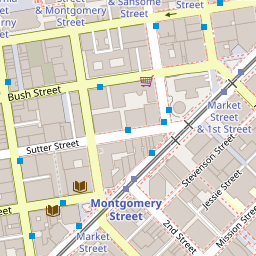 & Sansome
Street
& Montgomery
Street
Bush Street
Market
Street
& 1st Street
Sutter Street
Stevenson Street
Jessie Street
Montgomery
Street
Mission Street
2nd Street
Market
Street
Street